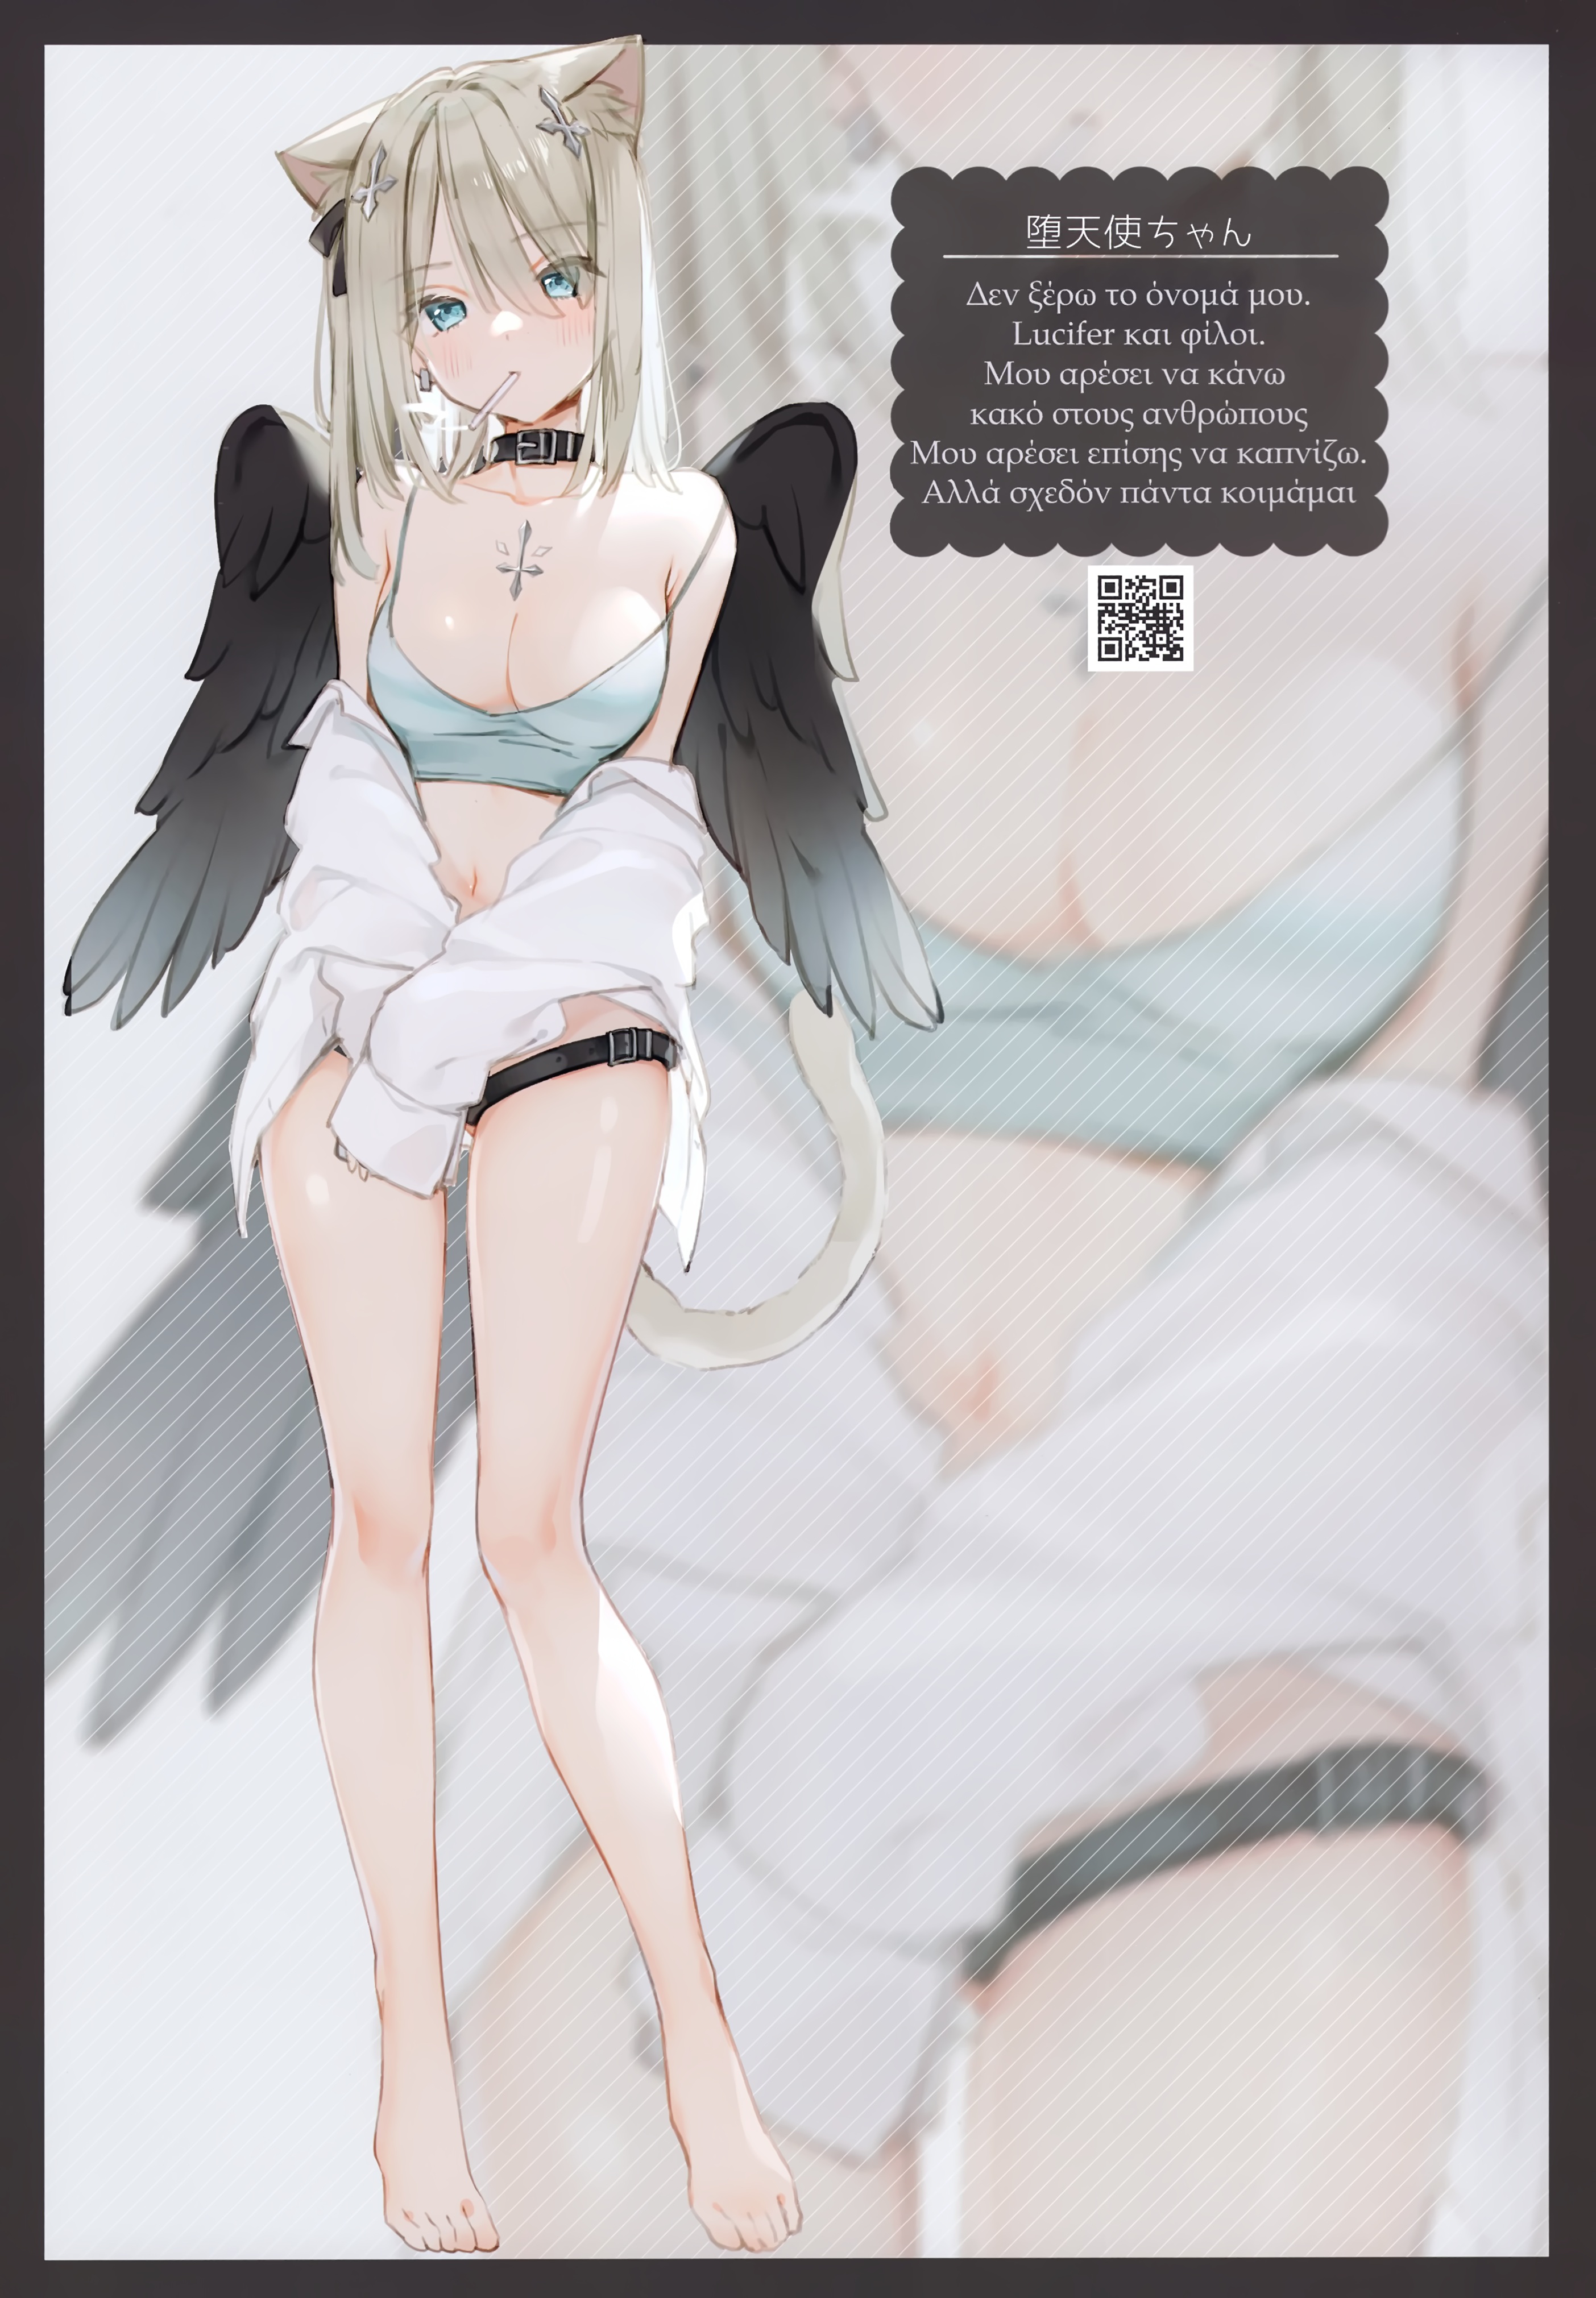 堕天使ちゃん
Δεν ξέρω το όνομά μου.
Lucifer και φίλοι.
Μου αρέσει να κάνω
κακό στους ανθρώπους
Μου αρέσει επίσης να καπνίζω.
Αλλά σχεδόν πάντα κοιμάμαι